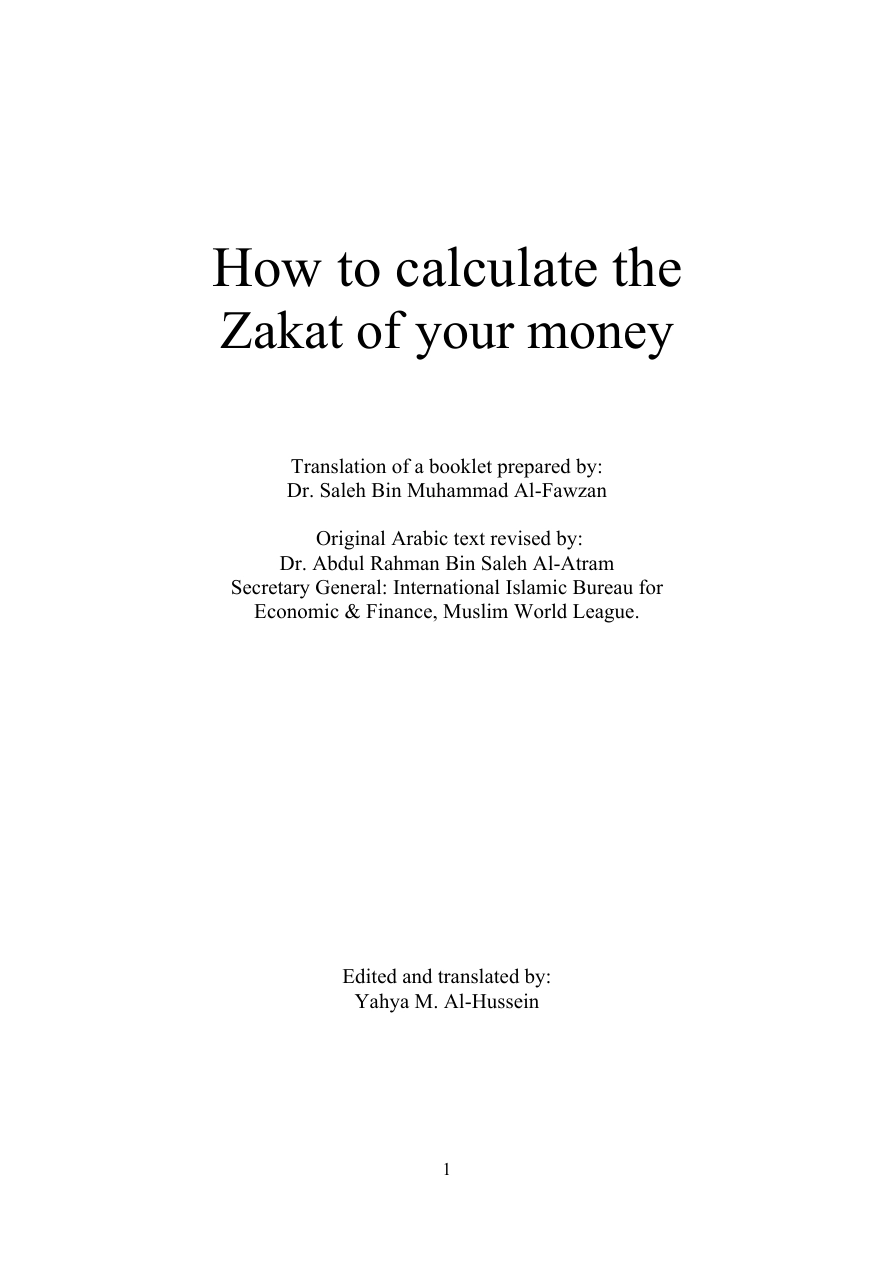 How to calculate the
Zakat of your money
Translation of a booklet prepared by:
Dr. Saleh Bin Muhammad Al-Fawzan
Original Arabic text revised by:
Dr. Abdul Rahman Bin Saleh Al-Atram
Secretary General: International Islamic Bureau for
Economic & Finance, Muslim World League.
Edited and translated by:
Yahya M. Al-Hussein
1